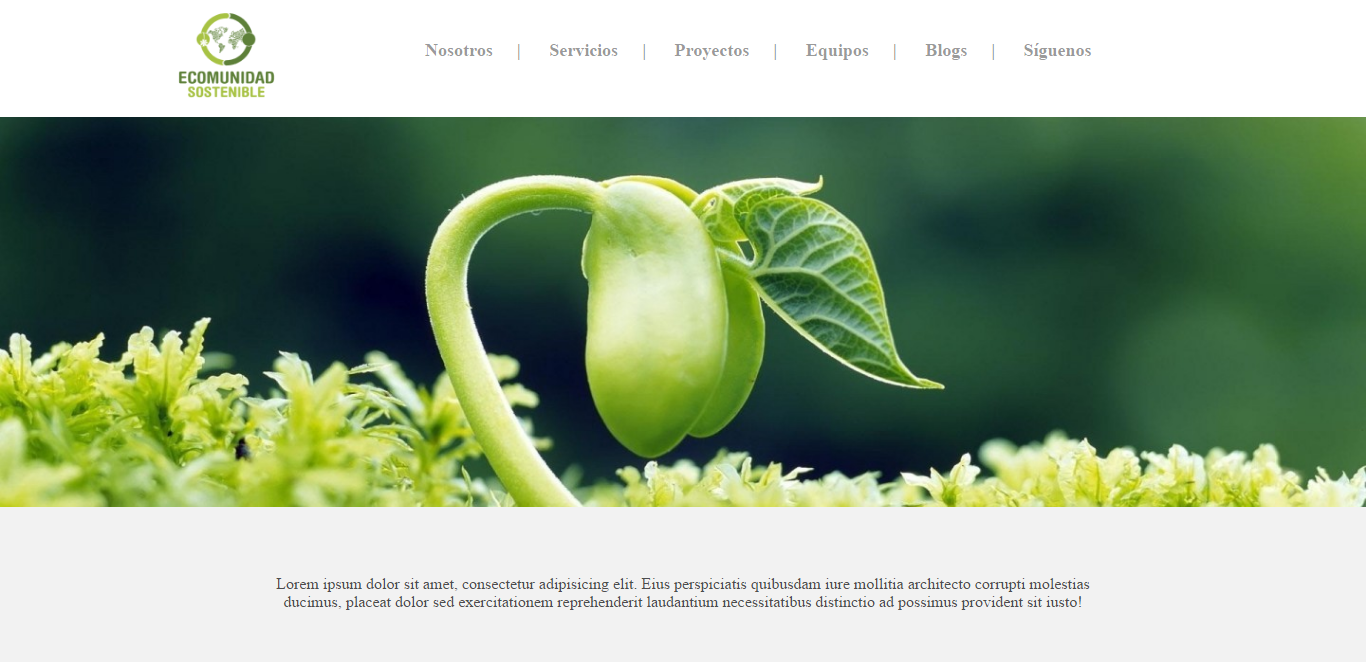 ECOMUNIDAD
SOSTENIBLE
Nosotros | Servicios | Proyectos | Equipos | Blogs | Síguenos
Lorem ipsum dolor sit amet, consectetur adipisicing elit. Eius perspiciatis quibusdam iure mollitia architecto corrupti molestias
ducimus, placeat dolor sed exercitationem reprehenderit laudantium necessitatibus distinctio ad possimus provident sit iusto!